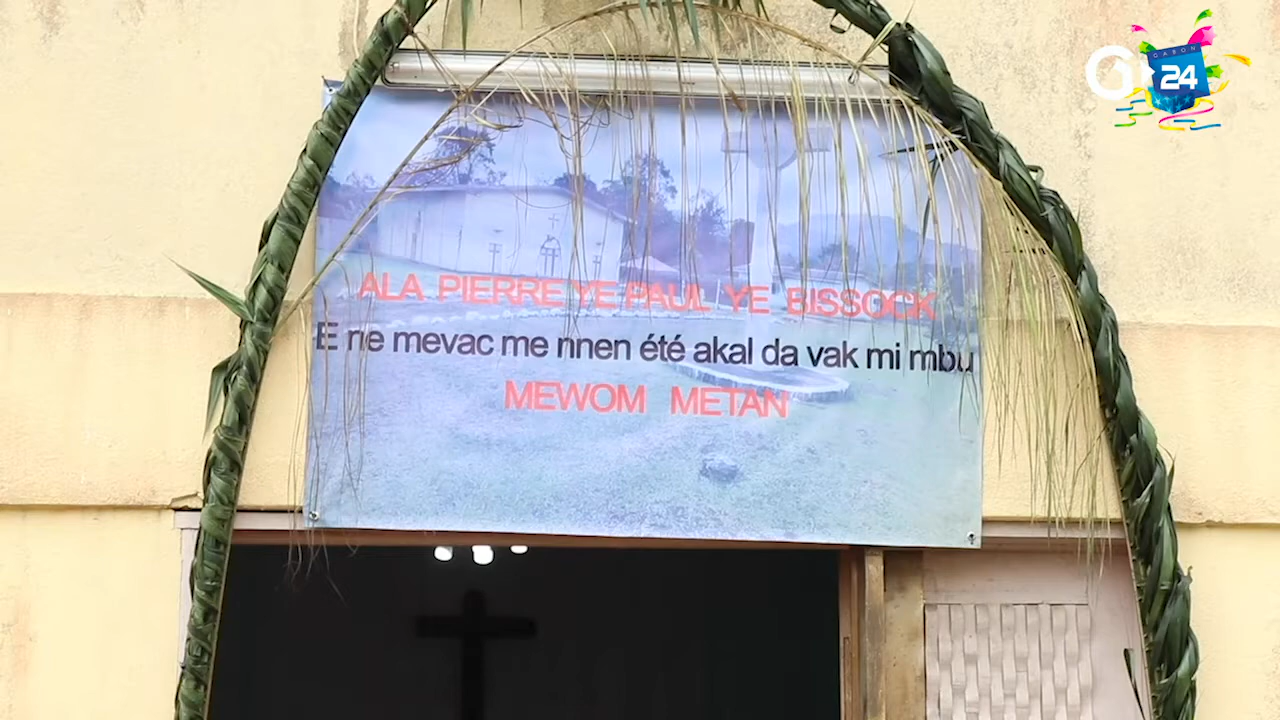 GABON
24
ALA PIERRE YE PAUL YE BISSOCK
E ne mevac me nnen été akal da vak mi mbu
MEWOM METAN